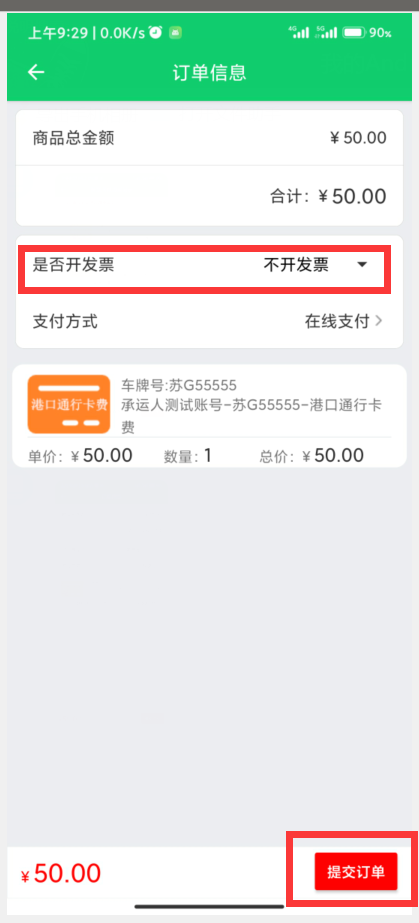 上午9:29 | 0.0K/s 4G 5G 90%
订单信息
商品总金额 ¥ 50.00
合计: ¥ 50.00
是否开发票 不开发票
支付方式 在线支付
港口通行卡费
车牌号:苏G55555
承运人测试账号-苏G55555-港口通行卡
费
单价: ¥ 50.00 数量: 1 总价: ¥ 50.00
¥ 50.00 提交订单